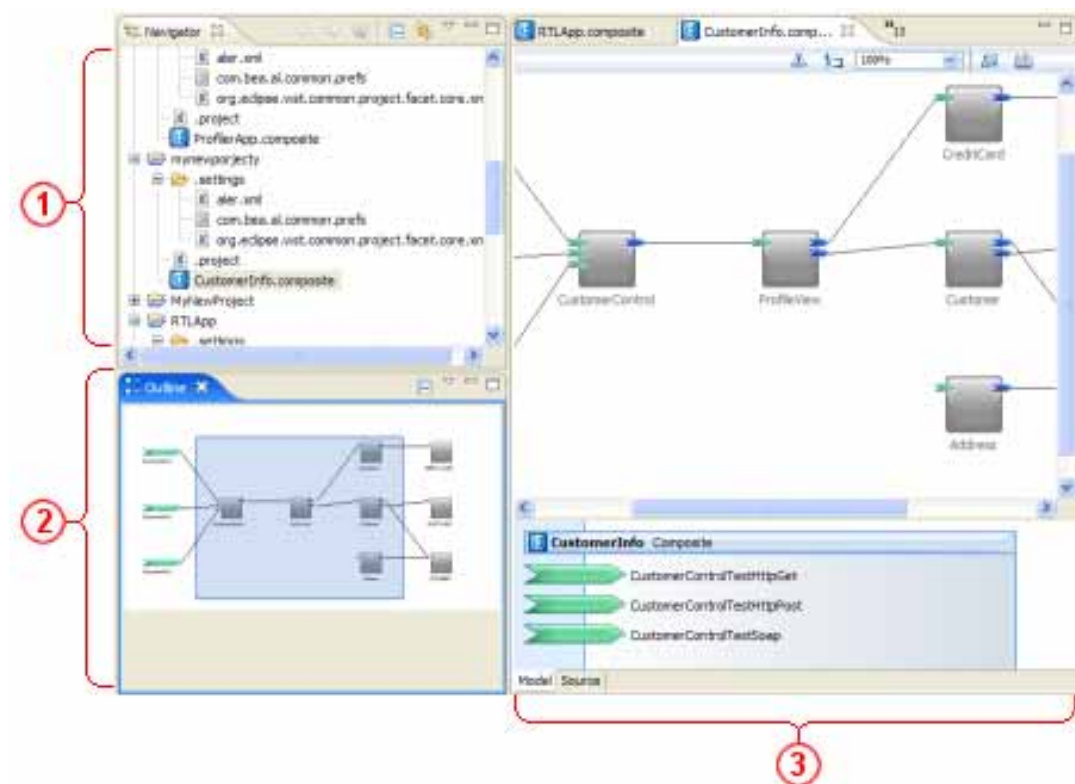 Navigator
aler.xml
com.bea.al.common.prefs
org.eclipse.wst.common.project.facet.core.xm
.project
ProfilerApp.composite
mynewporjecty
.settings
aler.xml
com.bea.al.common.prefs
org.eclipse.wst.common.project.facet.core.xm
.project
CustomerInfo.composite
MyNewProject
RTLApp
.settings
1
Outline
2
RTLApp.composite
CustomerInfo.comp...
100%
CreditCard
CustomerControl
ProfileView
Customer
Address
CustomerInfo Composite
CustomerControlTestHttpGet
CustomerControlTestHttpPost
CustomerControlTestSoap
Model Source
3